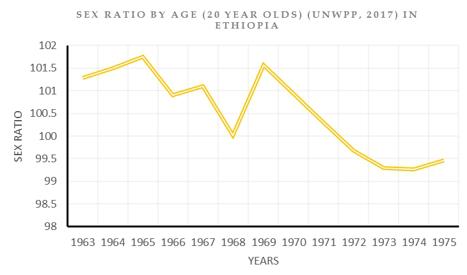 SEX RATIO BY AGE (20 YEAR OLDS) (UNWPP, 2017) IN
ETHIOPIA
102
101.5
101
100.5
100
99.5
99
98.5
98
SEX RATIO
1963 1964 1965 1966 1967 1968 1969 1970 1971 1972 1973 1974 1975
YEARS